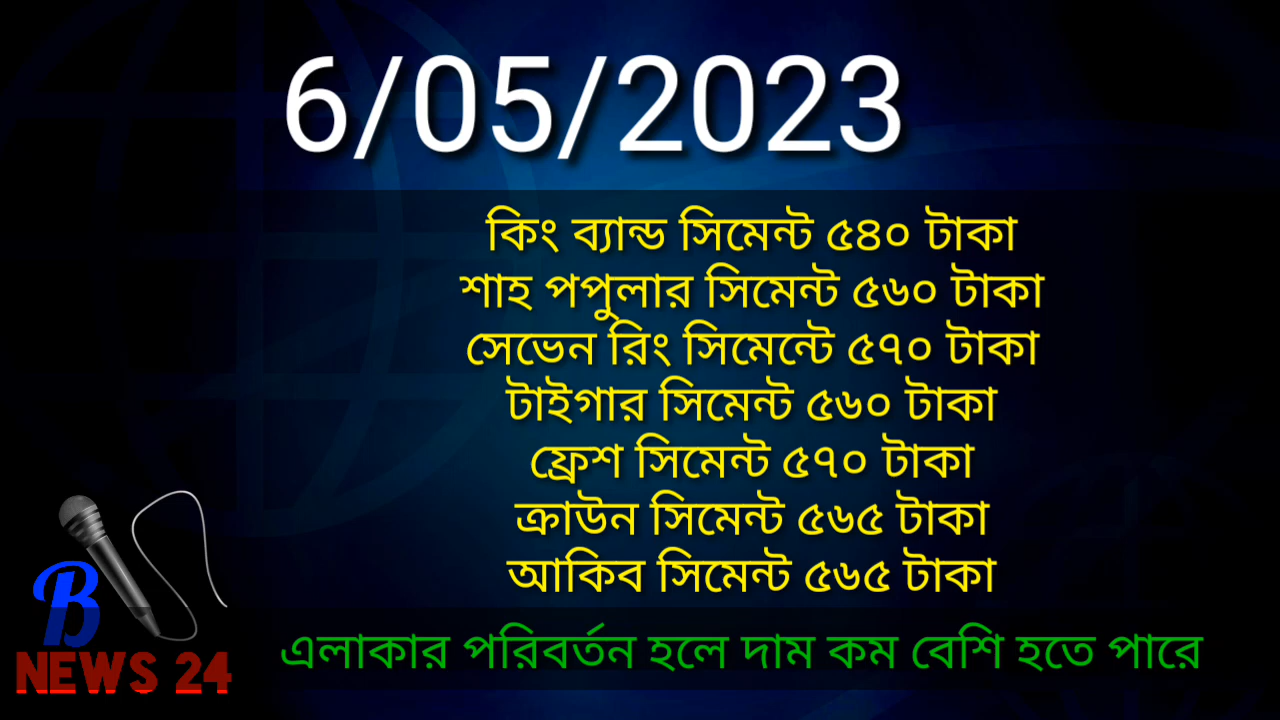 6/05/2023
কিং ব্যান্ড সিমেন্ট ৫৪০ টাকা
শাহ পপুলার সিমেন্ট ৫৬০ টাকা
সেভেন রিং সিমেন্টে ৫৭০ টাকা
টাইগার সিমেন্ট ৫৬০ টাকা
ফ্রেশ সিমেন্ট ৫৭০ টাকা
ক্রাউন সিমেন্ট ৫৬৫ টাকা
আকিব সিমেন্ট ৫৬৫ টাকা
এলাকার পরিবর্তন হলে দাম কম বেশি হতে পারে
B
NEWS 24